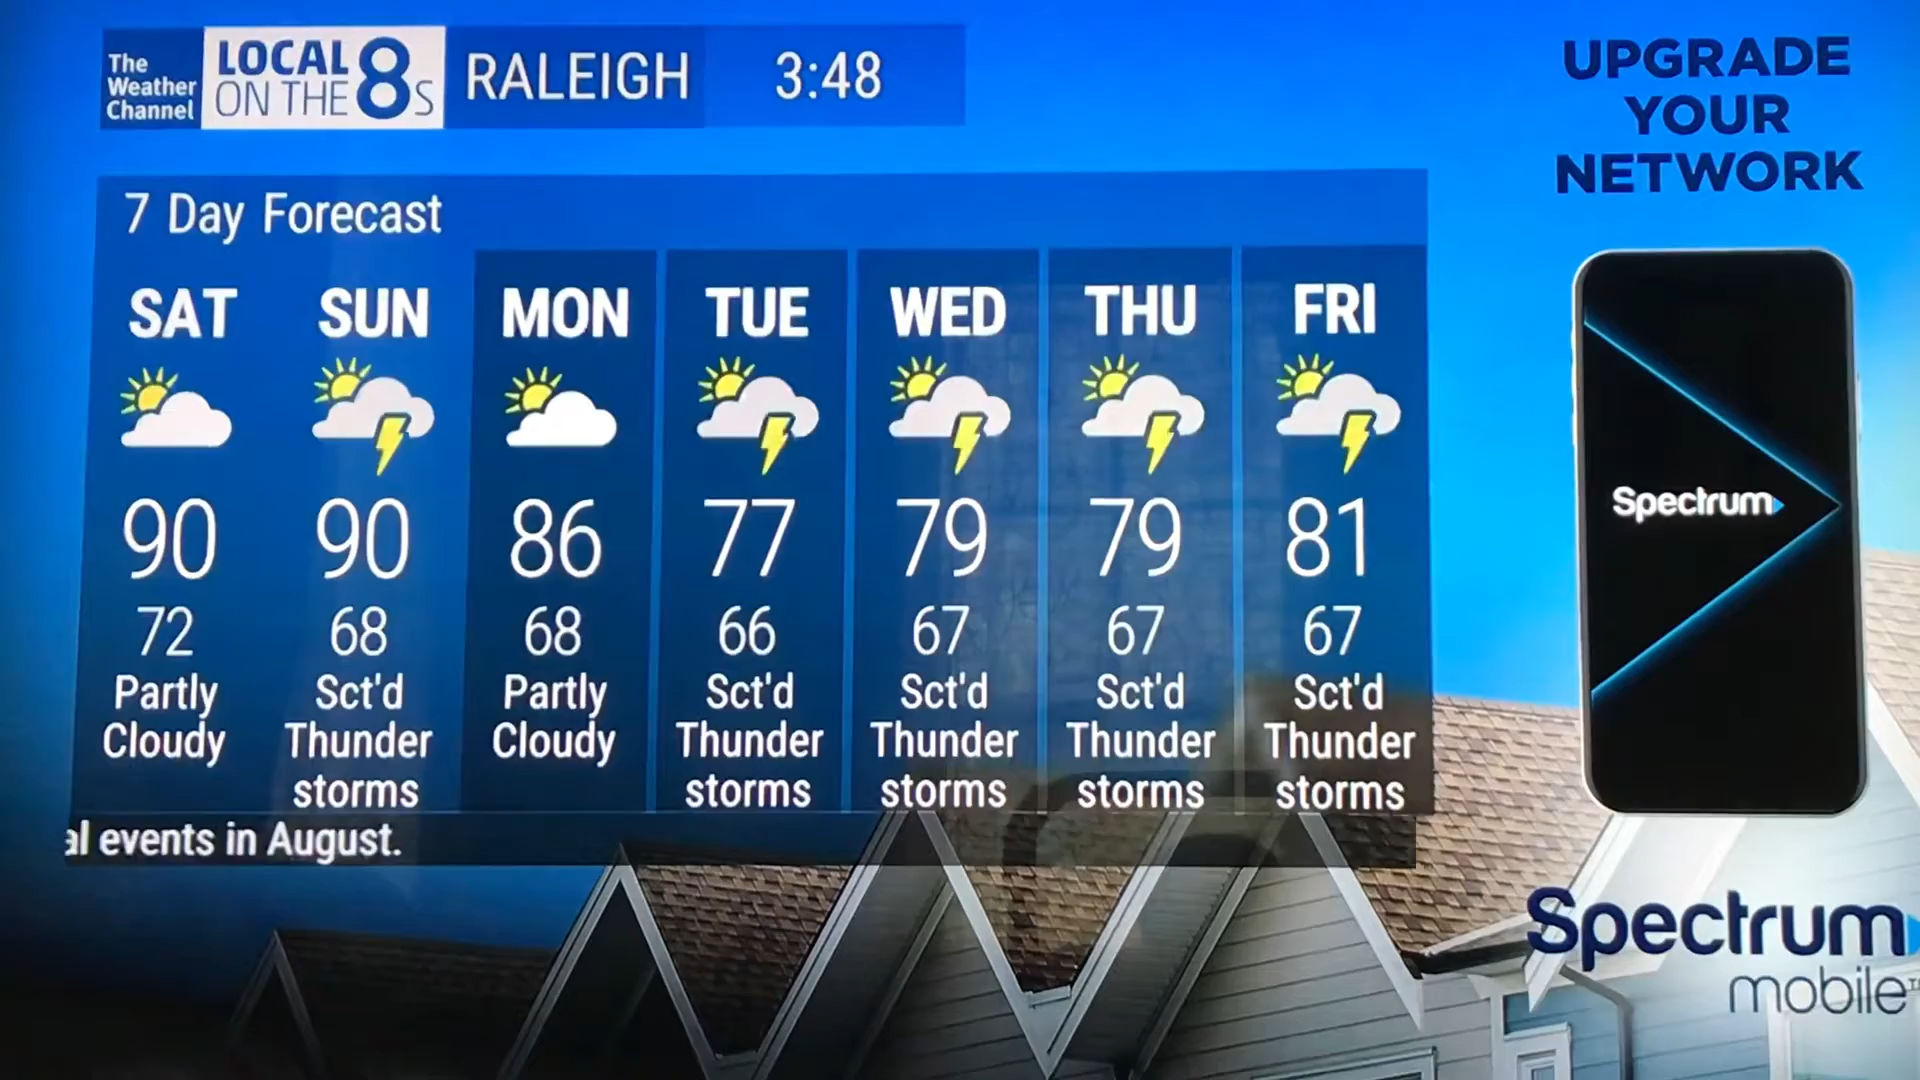 The
Weather
Channel
LOCAL
ON THE 8s
RALEIGH
3:48
UPGRADE
YOUR
NETWORK
7 Day Forecast
SAT
90
72
Partly
Cloudy
SUN
90
68
Sct'd
Thunder
storms
MON
86
68
Partly
Cloudy
TUE
77
66
Sct'd
Thunder
storms
WED
79
67
Sct'd
Thunder
storms
THU
79
67
Sct'd
Thunder
storms
FRI
81
67
Sct'd
Thunder
storms
al events in August.
Spectrum
Spectrum
mobile™